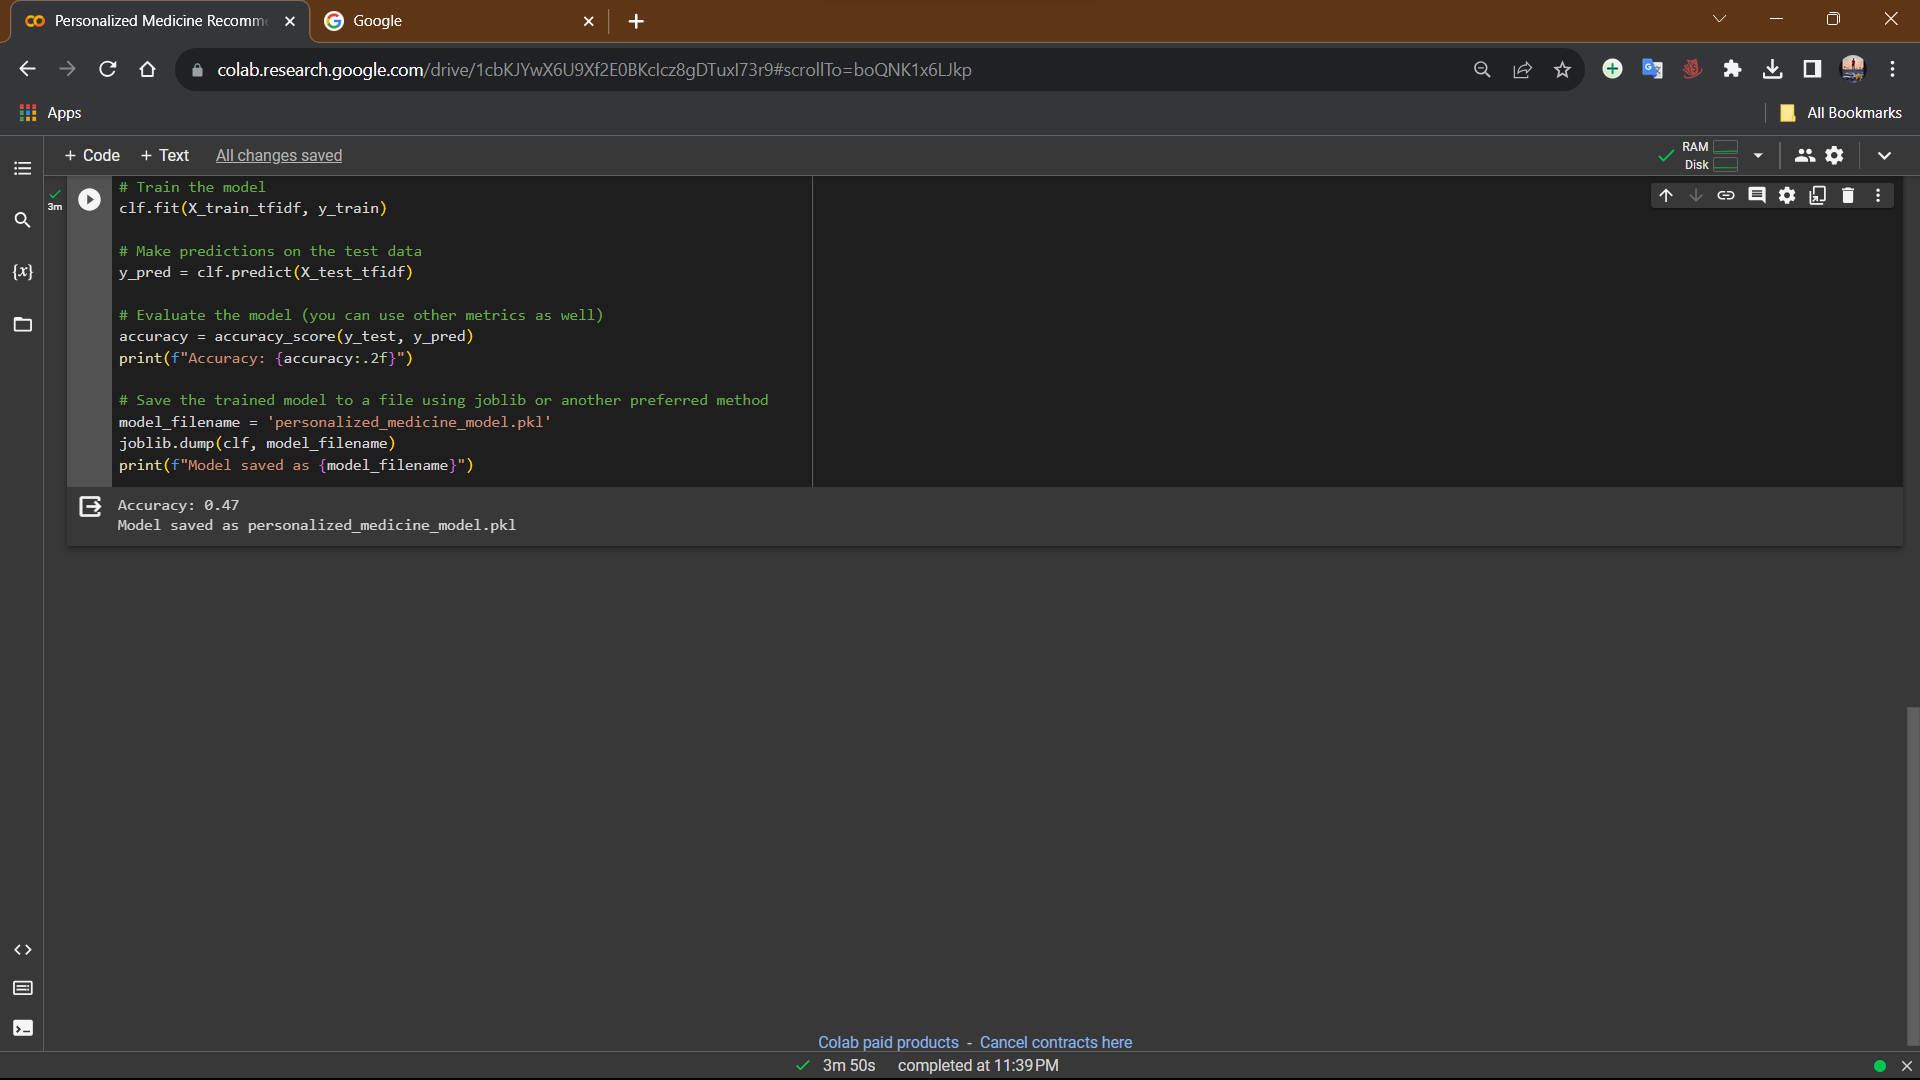 Personalized Medicine Recomm
Google
colab.research.google.com/drive/1cbKJYwX6U9Xf2E0BKcIcz8gDTuxI73r9#scrollTo=boQNK1x6LJkp
Apps
All Bookmarks
+ Code + Text All changes saved
RAM
Disk
3m
# Train the model
clf.fit(X_train_tfidf, y_train)
# Make predictions on the test data
y_pred = clf.predict(X_test_tfidf)
# Evaluate the model (you can use other metrics as well)
accuracy = accuracy_score(y_test, y_pred)
print(f"Accuracy: {accuracy:.2f}")
# Save the trained model to a file using joblib or another preferred method
model_filename = 'personalized_medicine_model.pkl'
joblib.dump(clf, model_filename)
print(f"Model saved as {model_filename}")
Accuracy: 0.47
Model saved as personalized_medicine_model.pkl
Colab paid products - Cancel contracts here
3m 50s completed at 11:39 PM